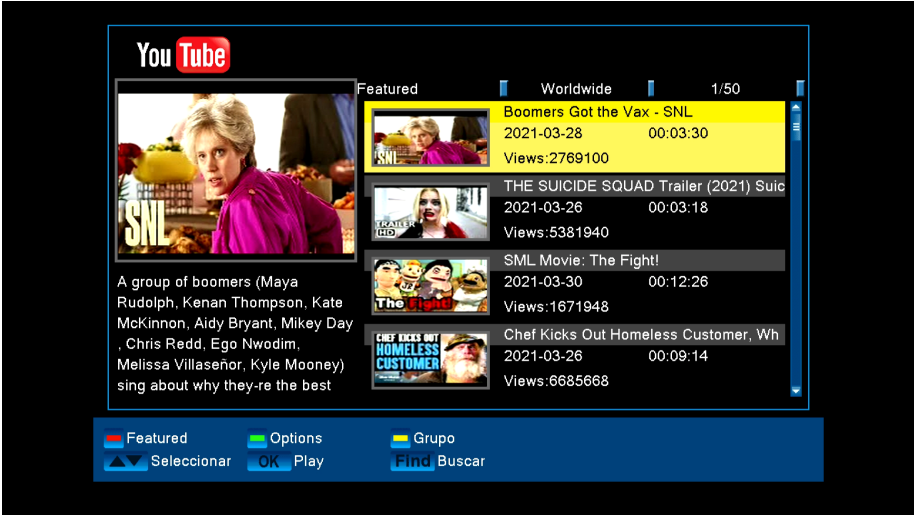 You Tube
Featured Worldwide 1/50
SNL
A group of boomers (Maya
Rudolph, Kenan Thompson, Kate
McKinnon, Aidy Bryant, Mikey Day
, Chris Redd, Ego Nwodim,
Melissa Villaseñor, Kyle Mooney)
sing about why they-re the best
SNL
Boomers Got the Vax - SNL
2021-03-28 00:03:30
Views:2769100
TRAILER
HD
THE SUICIDE SQUAD Trailer (2021) Suic
2021-03-26 00:03:18
Views:5381940
The Fight!
SML Movie: The Fight!
2021-03-30 00:12:26
Views:1671948
CHEF KICKS OUT
HOMELESS
CUSTOMER
Chef Kicks Out Homeless Customer, Wh
2021-03-26 00:09:14
Views:6685668
Featured Options Grupo
Seleccionar OK Play Find Buscar